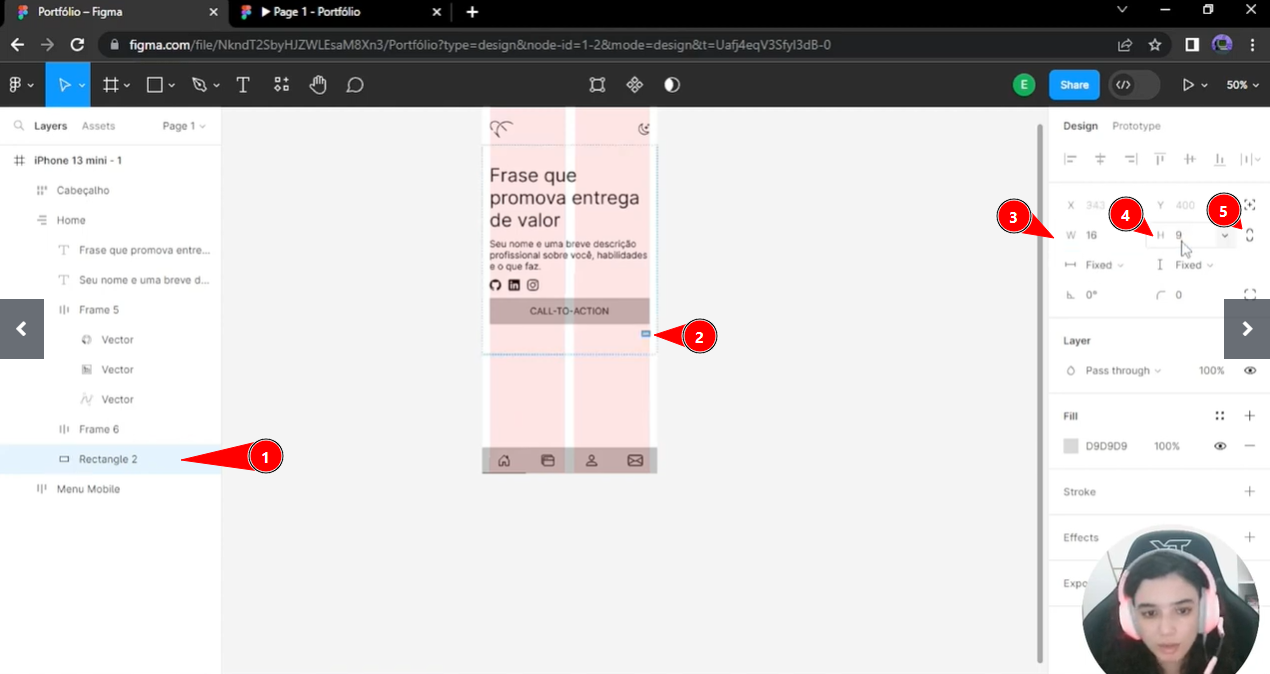 Portfólio – Figma
Page 1 - Portfólio
figma.com/file/NkndT2SbyHJZWLEsaM8Xn3/Portfólio?type=design&node-id=1-2&mode=design&t=Uafj4eqV3SfyI3dB-0
T
E
Share
50%
Layers
Assets
Page 1
iPhone 13 mini - 1
Cabeçalho
Home
Frase que promova entre...
Seu nome e uma breve d...
Frame 5
Vector
Vector
Vector
Frame 6
Rectangle 2
Menu Mobile
1
Frase que
promova entrega
de valor
Seu nome e uma breve descrição
profissional sobre você, habilidades
e o que faz.
CALL-TO-ACTION
2
Design
Prototype
X 343
Y 400
3
4
5
W 16
H 9
Fixed
Fixed
0°
0
Layer
Pass through
100%
Fill
D9D9D9
100%
Stroke
Effects
Expo